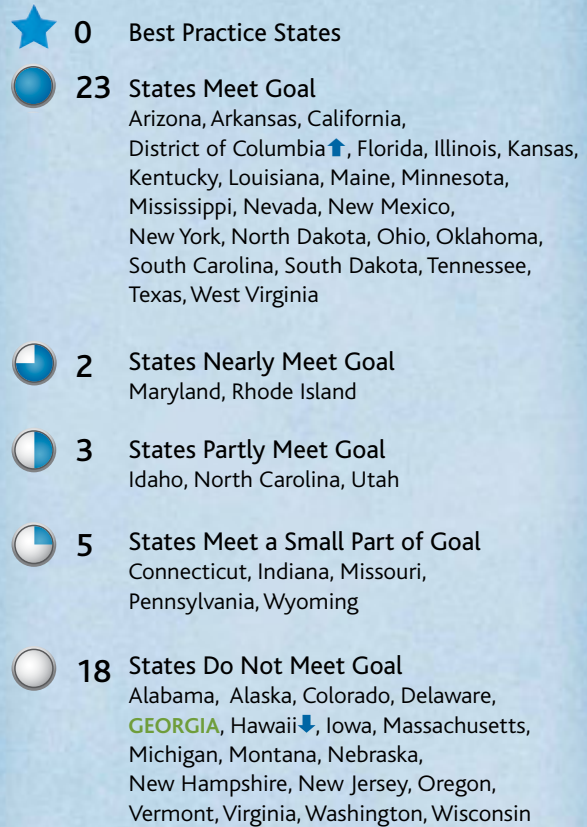 0 Best Practice States
23 States Meet Goal
Arizona, Arkansas, California,
District of Columbia⬆, Florida, Illinois, Kansas,
Kentucky, Louisiana, Maine, Minnesota,
Mississippi, Nevada, New Mexico,
New York, North Dakota, Ohio, Oklahoma,
South Carolina, South Dakota, Tennessee,
Texas, West Virginia
2 States Nearly Meet Goal
Maryland, Rhode Island
3 States Partly Meet Goal
Idaho, North Carolina, Utah
5 States Meet a Small Part of Goal
Connecticut, Indiana, Missouri,
Pennsylvania, Wyoming
18 States Do Not Meet Goal
Alabama, Alaska, Colorado, Delaware,
GEORGIA, Hawaii⬇, Iowa, Massachusetts,
Michigan, Montana, Nebraska,
New Hampshire, New Jersey, Oregon,
Vermont, Virginia, Washington, Wisconsin